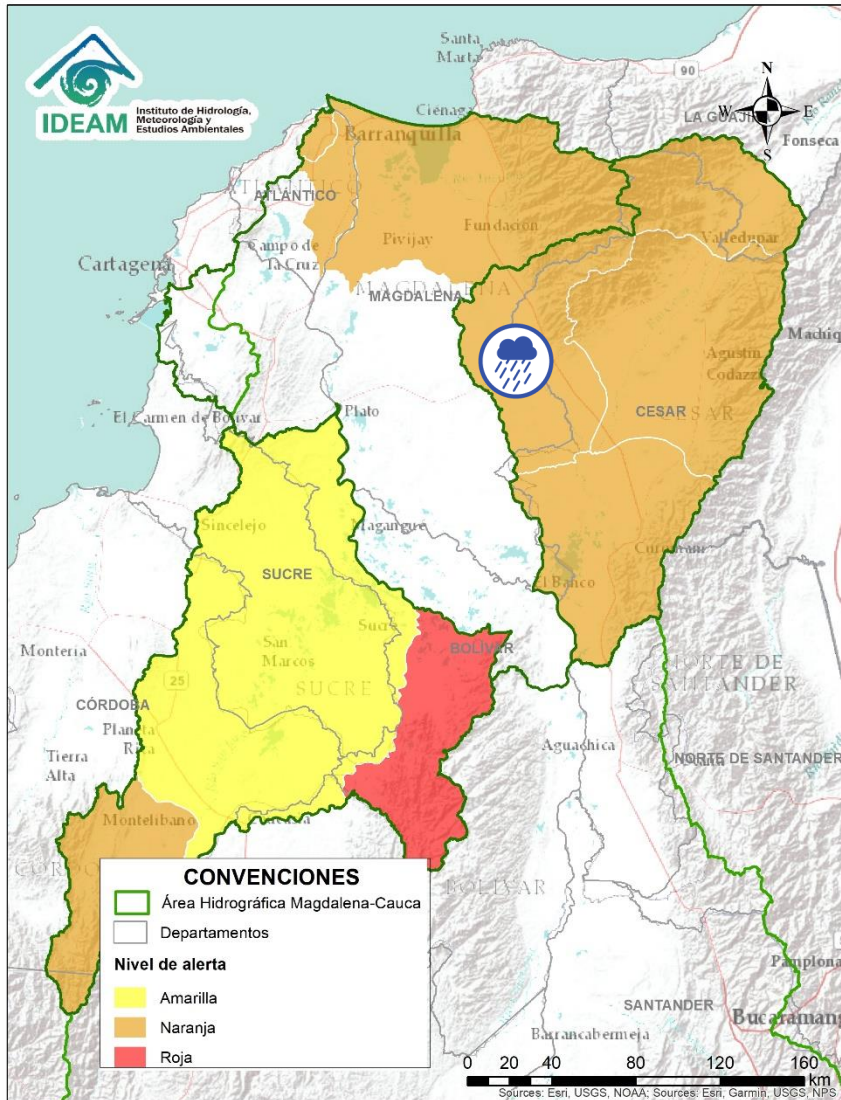 Santa
Marta
90
N
W E
S
IDEAM
Instituto de Hidrología,
Meteorología y
Estudios Ambientales
Ciénaga
LA GUAJIRA
Fonseca
Barranquilla
ATLÁNTICO
Fundación
Pivijay
Valledupar
Campo de
la Cruz
Cartagena
MAGDALENA
MAGDALENA
Agustín
Codazzi
CESAR
CESAR
El Carmen de Bolívar
Plato
Sincelejo
Magangué
SUCRE
El Banco
Sucre
Montería
San
Marcos
BOLÍVAR
NORTE DE
SANTANDER
25
SUCRE
CÓRDOBA
Planeta
Rica
Aguachica
Tierra
Alta
NORTE DE SANTANDER
Montelíbano
BOLÍVAR
CONVENCIONES
Área Hidrográfica Magdalena-Cauca
Departamentos
Nivel de alerta
Amarilla
Naranja
Roja
Pamplona
SANTANDER
Bucaramang
Barrancabermeja
0 20 40 80 120 160
km
Sources: Esri, USGS, NOAA; Sources: Esri, Garmin, USGS, NPS